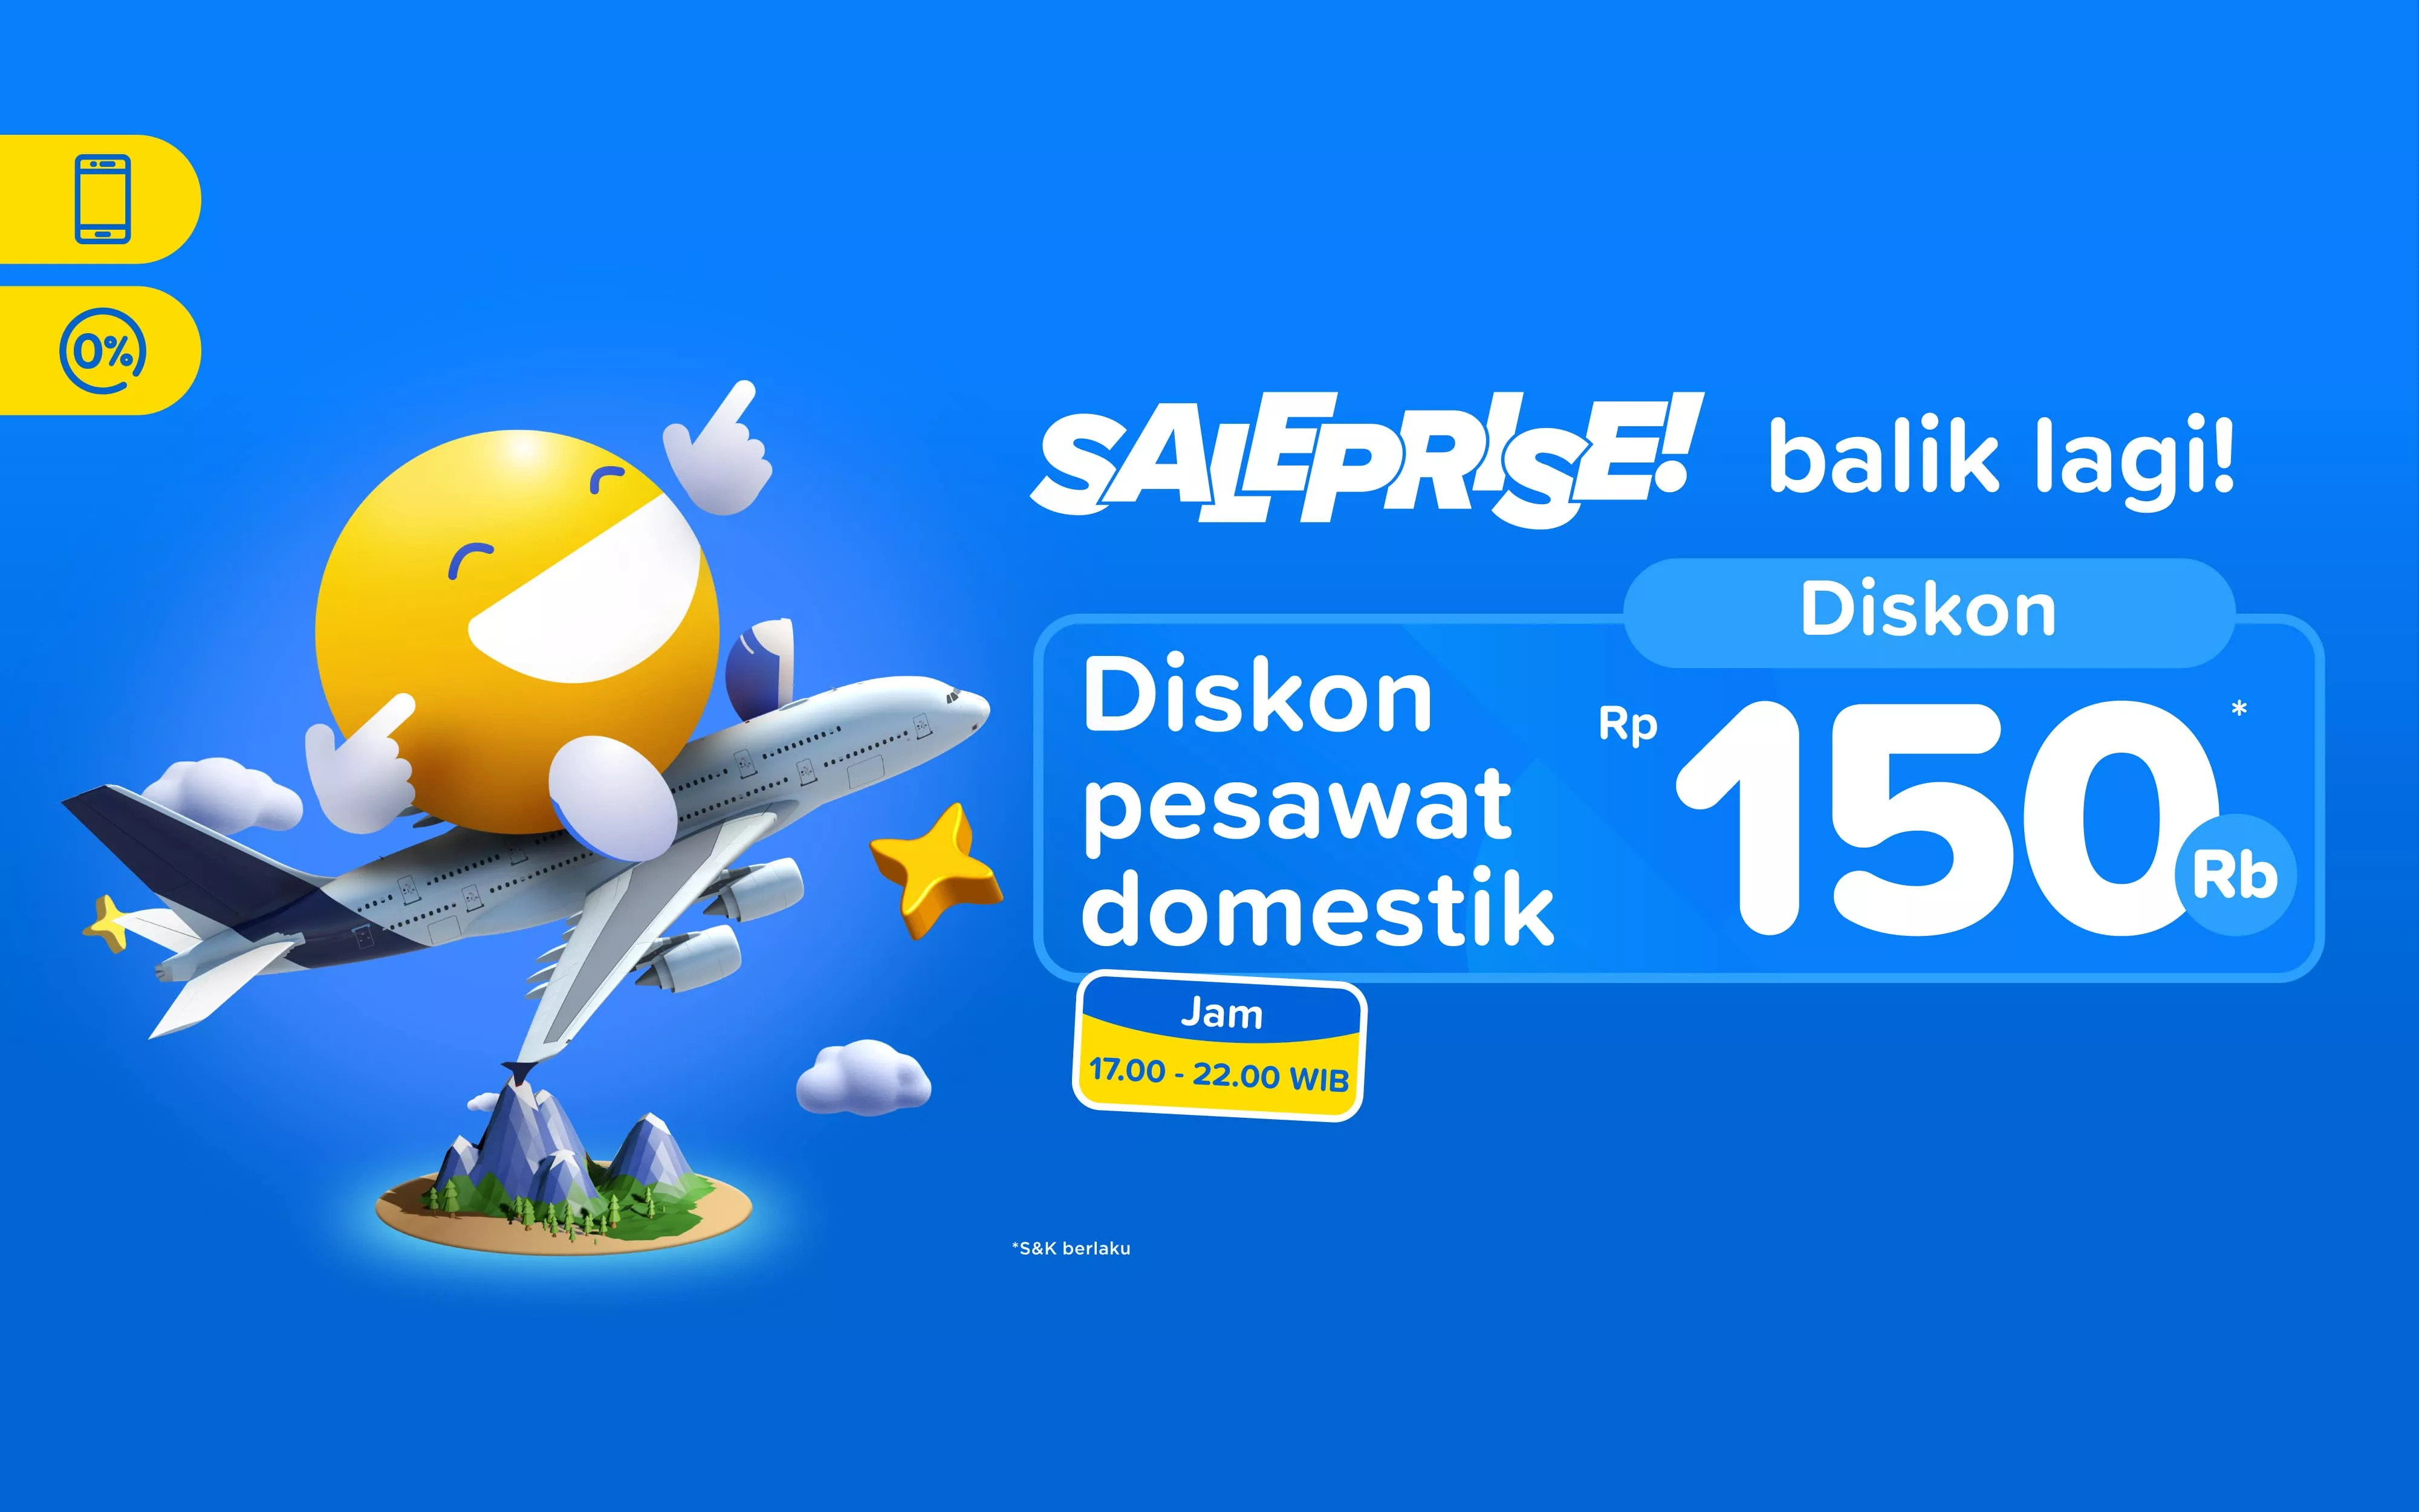 0%
SALEPRISE! balik lagi!
Diskon
Diskon
pesawat
domestik
Rp 150 Rb*
Jam
17.00 - 22.00 WIB
*S&K berlaku